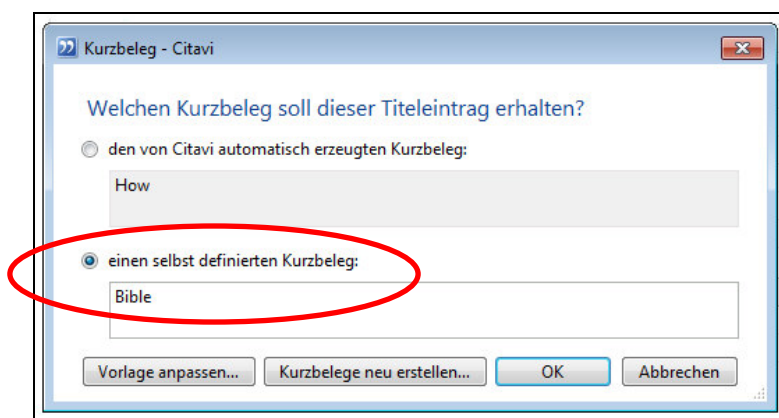 Kurzbeleg - Citavi
Welchen Kurzbeleg soll dieser Titeleintrag erhalten?
den von Citavi automatisch erzeugten Kurzbeleg:
How
einen selbst definierten Kurzbeleg:
Bible
Vorlage anpassen... Kurzbelege neu erstellen... OK Abbrechen